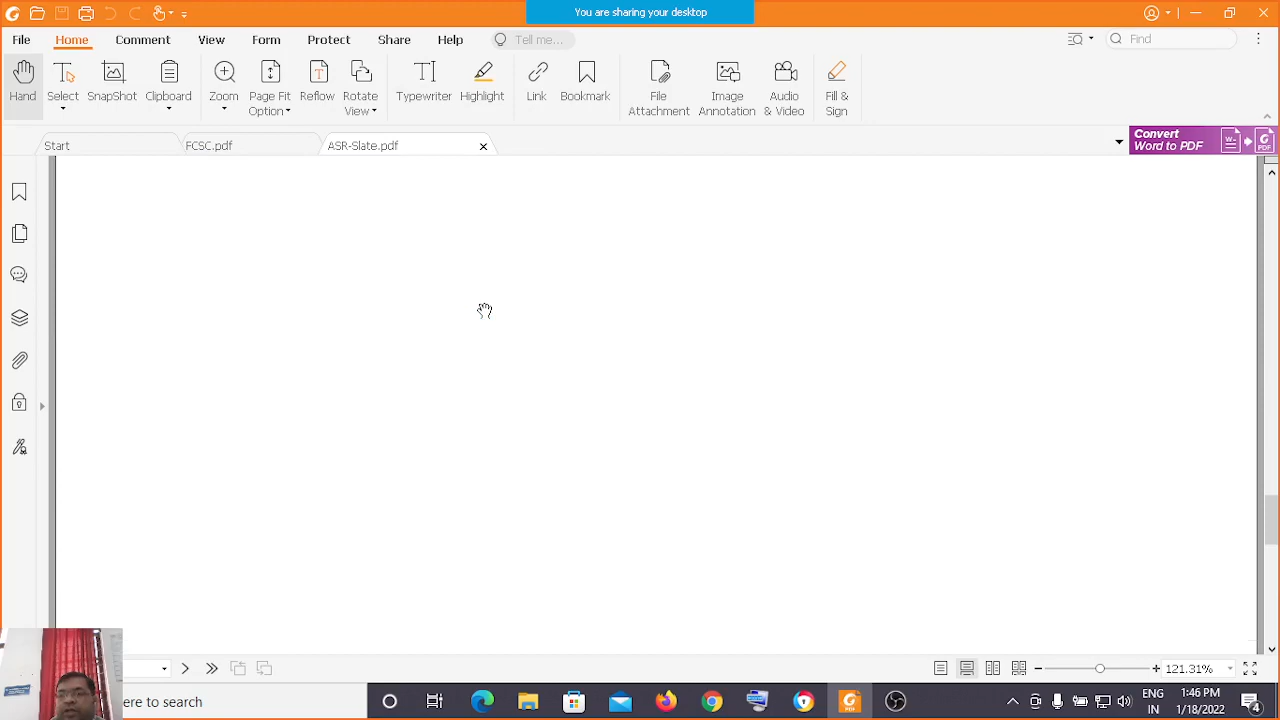 You are sharing your desktop
File
Home
Comment
View
Form
Protect
Share
Help
Tell me...
Find
Hand
Select
SnapShot
Clipboard
Zoom
Page Fit
Option
Reflow
Rotate
View
Typewriter
Highlight
Link
Bookmark
File
Attachment
Image
Annotation
Audio
& Video
Fill &
Sign
Start
FCSC.pdf
ASR-Slate.pdf
Convert
Word to PDF
PDF
121.31%
ere to search
ENG
IN
1:46 PM
1/18/2022
4